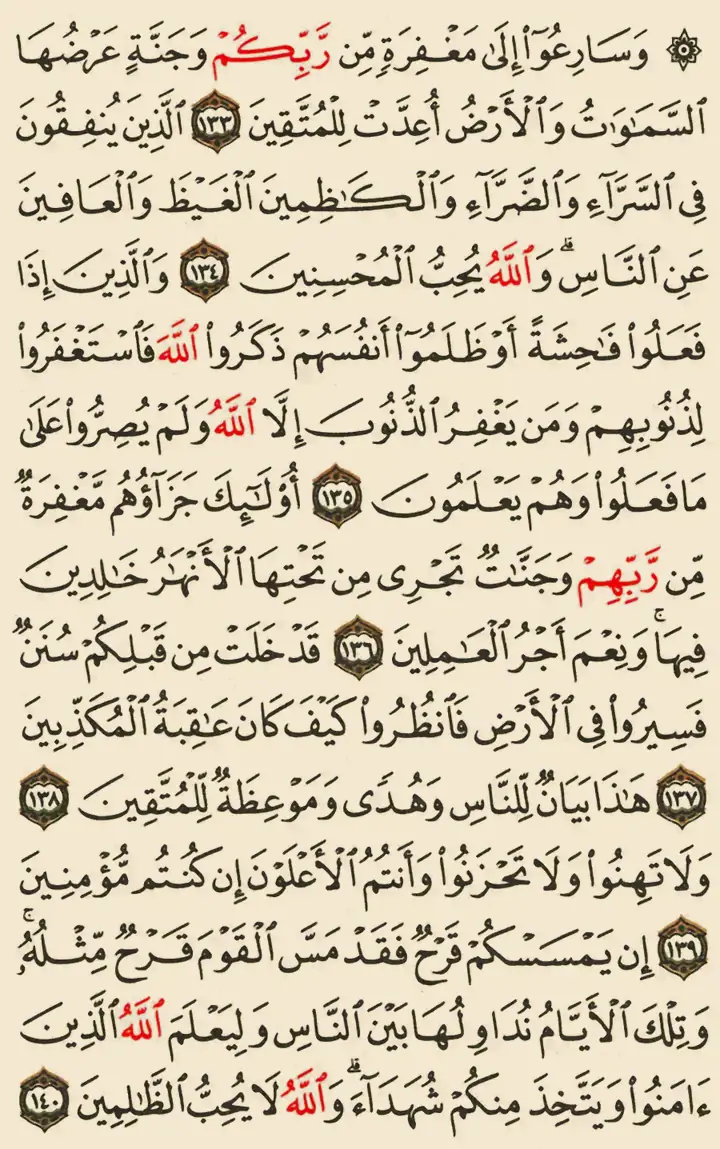 ۞ وَسَارِعُوٓا۟ إِلَىٰ مَغْفِرَةٍ مِّن رَّبِّكُمْ وَجَنَّةٍ عَرْضُهَا
ٱلسَّمَٰوَٰتُ وَٱلْأَرْضُ أُعِدَّتْ لِلْمُتَّقِينَ ١٣٣ ٱلَّذِينَ يُنفِقُونَ
فِى ٱلسَّرَّآءِ وَٱلضَّرَّآءِ وَٱلْكَٰظِمِينَ ٱلْغَيْظَ وَٱلْعَافِينَ
عَنِ ٱلنَّاسِ ۗ وَٱللَّهُ يُحِبُّ ٱلْمُحْسِنِينَ ١٣٤ وَٱلَّذِينَ إِذَا
فَعَلُوا۟ فَٰحِشَةً أَوْ ظَلَمُوٓا۟ أَنفُسَهُمْ ذَكَرُوا۟ ٱللَّهَ فَٱسْتَغْفَرُوا۟
لِذُنُوبِهِمْ وَمَن يَغْفِرُ ٱلذُّنُوبَ إِلَّا ٱللَّهُ وَلَمْ يُصِرُّوا۟ عَلَىٰ
مَا فَعَلُوا۟ وَهُمْ يَعْلَمُونَ ١٣٥ أُو۟لَٰٓئِكَ جَزَآؤُهُم مَّغْفِرَةٌ
مِّن رَّبِّهِمْ وَجَنَّٰتٌ تَجْرِى مِن تَحْتِهَا ٱلْأَنْهَٰرُ خَٰلِدِينَ
فِيهَا ۚ وَنِعْمَ أَجْرُ ٱلْعَٰمِلِينَ ١٣٦ قَدْ خَلَتْ مِن قَبْلِكُمْ سُنَنٌ
فَسِيرُوا۟ فِى ٱلْأَرْضِ فَٱنظُرُوا۟ كَيْفَ كَانَ عَٰقِبَةُ ٱلْمُكَذِّبِينَ
١٣٧ هَٰذَا بَيَانٌ لِّلنَّاسِ وَهُدًى وَمَوْعِظَةٌ لِّلْمُتَّقِينَ ١٣٨
وَلَا تَهِنُوا۟ وَلَا تَحْزَنُوا۟ وَأَنتُمُ ٱلْأَعْلَوْنَ إِن كُنتُم مُّؤْمِنِينَ
١٣٩ إِن يَمْسَسْكُمْ قَرْحٌ فَقَدْ مَسَّ ٱلْقَوْمَ قَرْحٌ مِّثْلُهُۥ ۚ
وَتِلْكَ ٱلْأَيَّامُ نُدَاوِلُهَا بَيْنَ ٱلنَّاسِ وَلِيَعْلَمَ ٱللَّهُ ٱلَّذِينَ
ءَامَنُوا۟ وَيَتَّخِذَ مِنكُمْ شُهَدَآءَ ۗ وَٱللَّهُ لَا يُحِبُّ ٱلظَّٰلِمِينَ ١٤٠